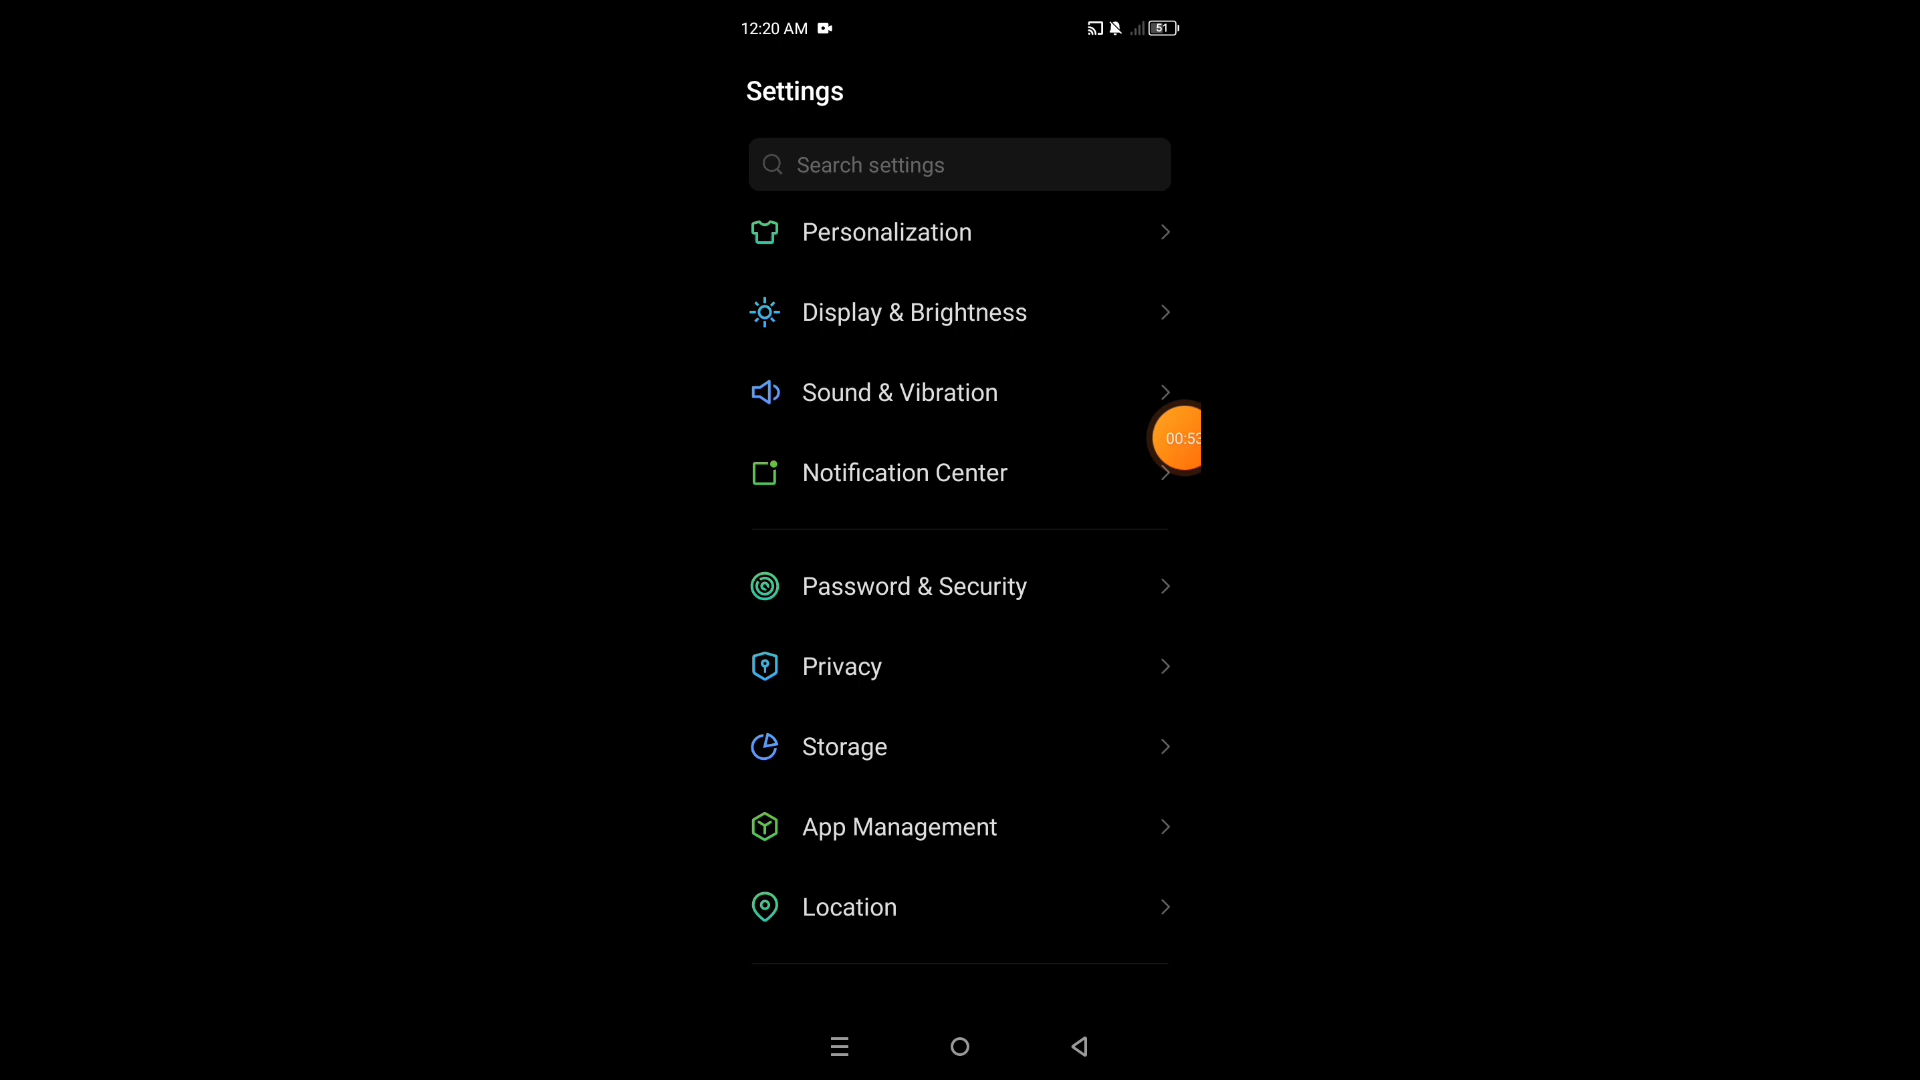 12:20 AM 51
Settings
Search settings
Personalization
Display & Brightness
Sound & Vibration
00:53
Notification Center
Password & Security
Privacy
Storage
App Management
Location